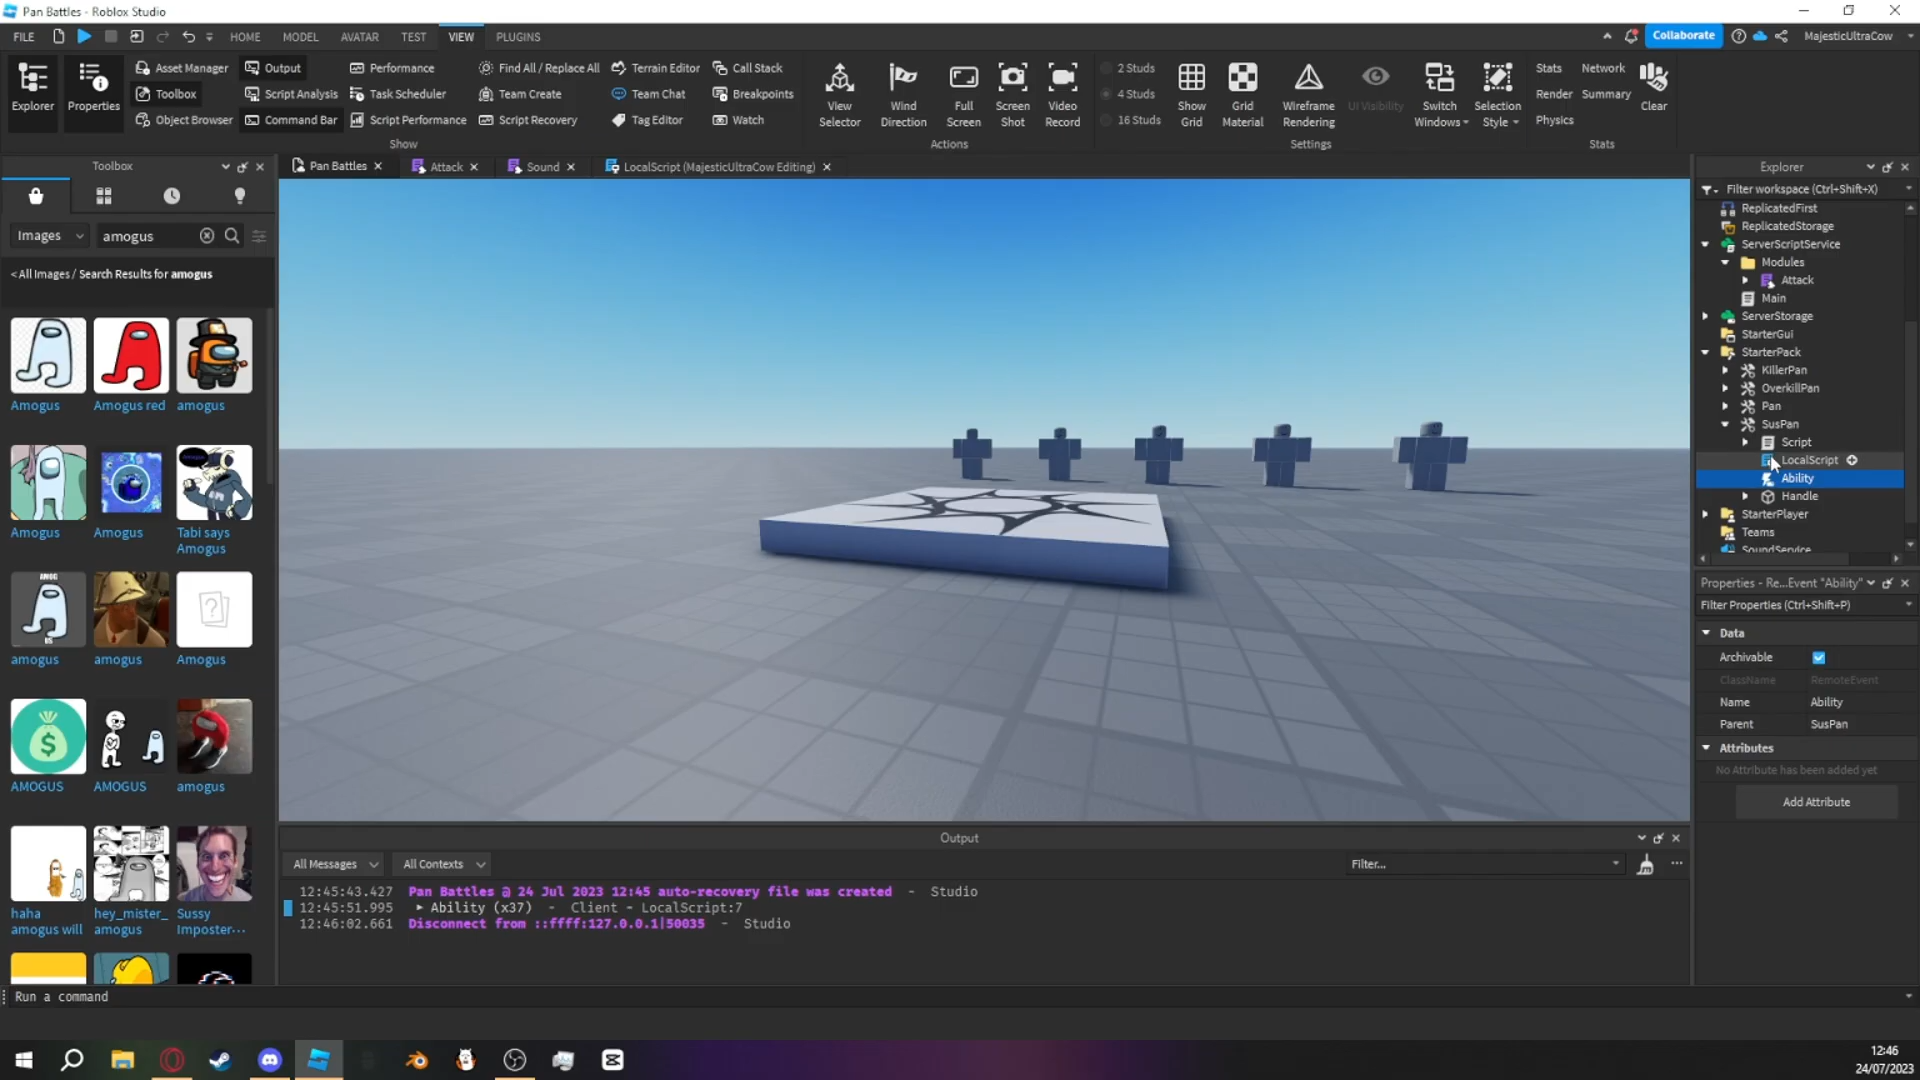 Pan Battles - Roblox Studio
FILE
HOME
MODEL
AVATAR
TEST
VIEW
PLUGINS
Collaborate
MajesticUltraCow
Explorer
Properties
Asset Manager
Toolbox
Object Browser
Output
Script Analysis
Command Bar
Performance
Task Scheduler
Script Performance
Find All / Replace All
Team Create
Script Recovery
Terrain Editor
Team Chat
Tag Editor
Call Stack
Breakpoints
Watch
Show
View Selector
Wind Direction
Full Screen
Screen Shot
Video Record
Actions
2 Studs
4 Studs
16 Studs
Show Grid
Grid Material
Wireframe Rendering
UI Visibility
Switch Windows
Selection Style
Settings
Stats
Render
Physics
Network
Summary
Clear
Stats
Toolbox
Images
amogus
< All Images / Search Results for amogus
Amogus
Amogus red
amogus
Amogus
Amogus
Tabi says Amogus
amogus
amogus
Amogus
AMOGUS
AMOGUS
amogus
haha amogus will
hey_mister_amogus
Sussy Imposter...
Pan Battles
Attack
Sound
LocalScript (MajesticUltraCow Editing)
Output
All Messages
All Contexts
Filter...
12:45:43.427 Pan Battles @ 24 Jul 2023 12:45 auto-recovery file was created - Studio
12:45:51.995 Ability (x37) - Client - LocalScript:7
12:46:02.661 Disconnect from ::ffff:127.0.0.1|50035 - Studio
Run a command
Explorer
Filter workspace (Ctrl+Shift+X)
ReplicatedFirst
ReplicatedStorage
ServerScriptService
Modules
Attack
Main
ServerStorage
StarterGui
StarterPack
KillerPan
OverkillPan
Pan
SusPan
Script
LocalScript
Ability
Handle
StarterPlayer
Teams
SoundService
Properties - Re...Event "Ability"
Filter Properties (Ctrl+Shift+P)
Data
Archivable
ClassName RemoteEvent
Name Ability
Parent SusPan
Attributes
No Attribute has been added yet
Add Attribute
12:46
24/07/2023